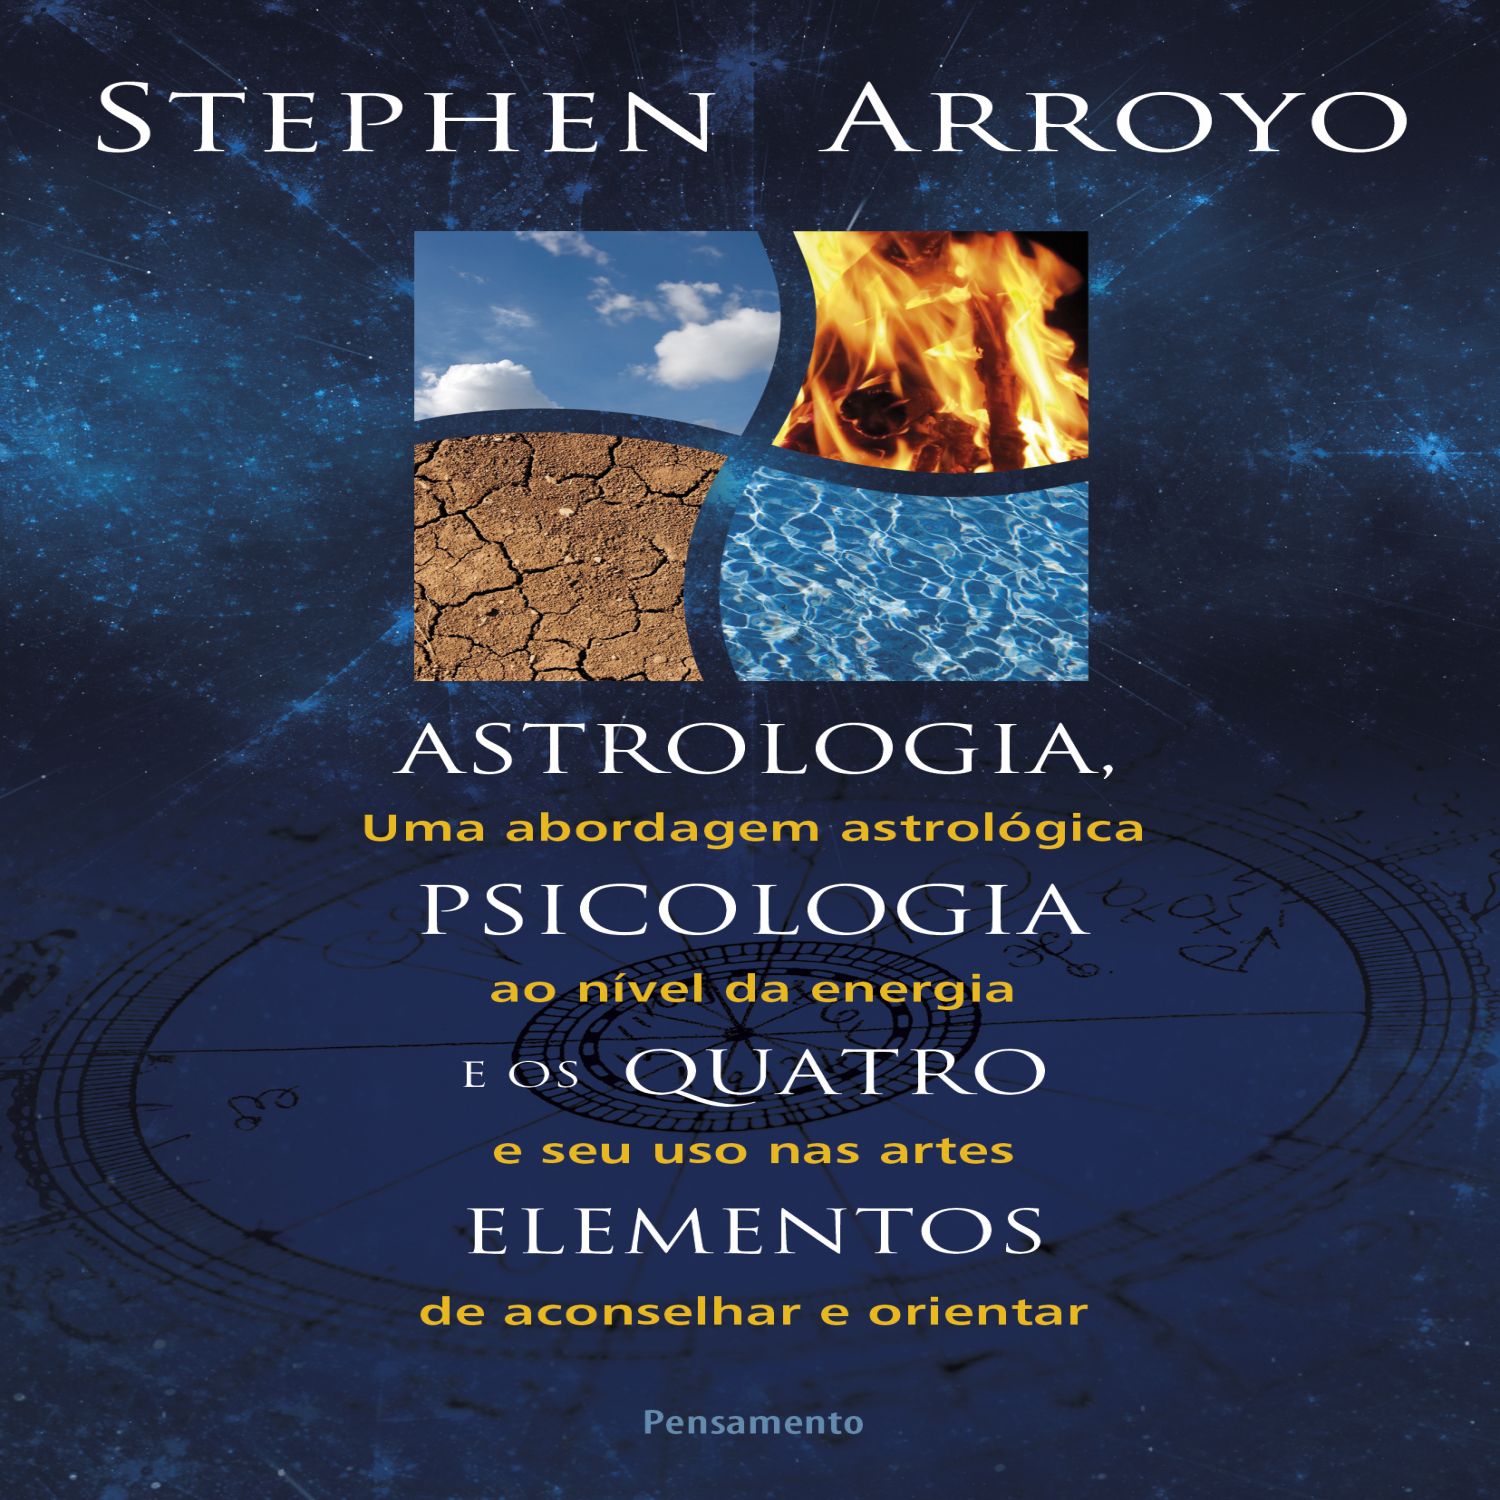 STEPHEN ARROYO
ASTROLOGIA,
Uma abordagem astrológica
PSICOLOGIA
ao nível da energia
E OS QUATRO
e seu uso nas artes
ELEMENTOS
de aconselhar e orientar
Pensamento